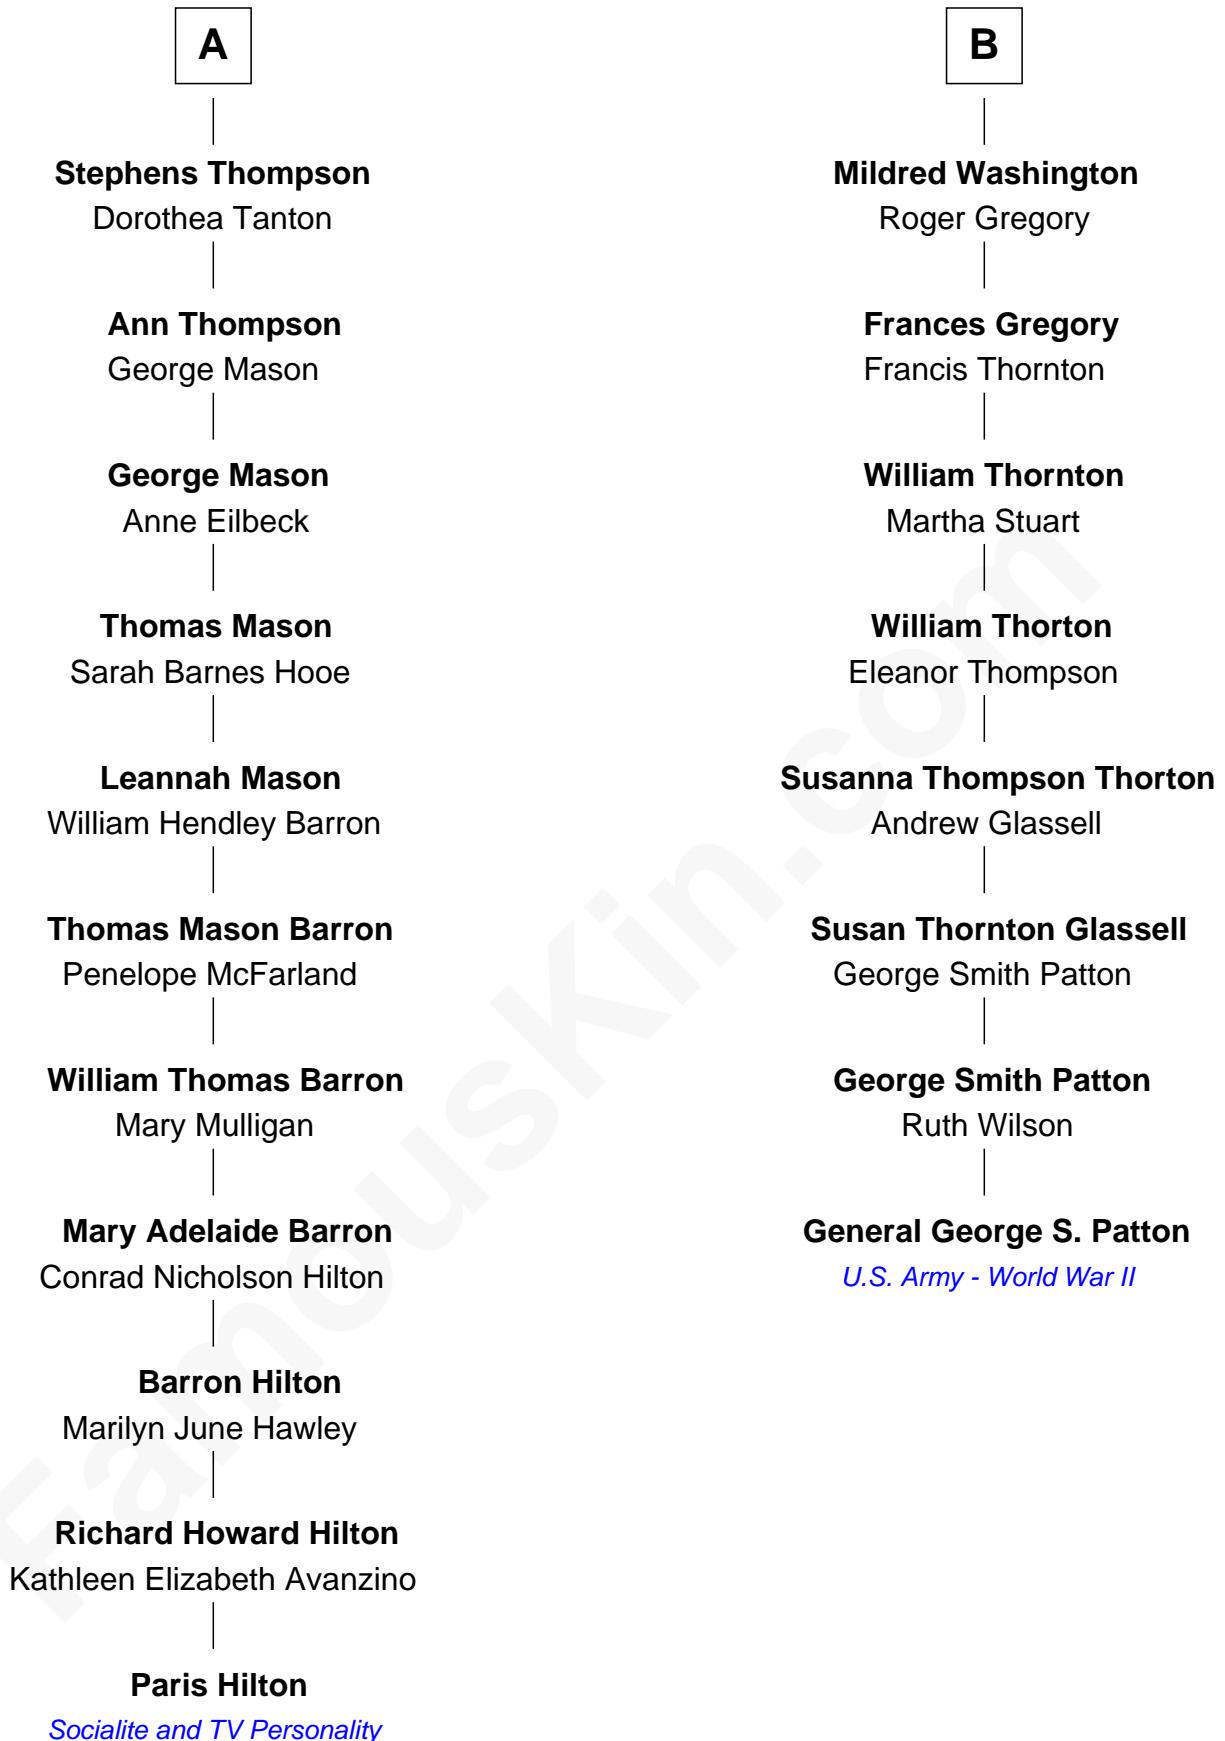 A
Stephens Thompson
Dorothea Tanton
Ann Thompson
George Mason
George Mason
Anne Eilbeck
Thomas Mason
Sarah Barnes Hooe
Leannah Mason
William Hendley Barron
Thomas Mason Barron
Penelope McFarland
William Thomas Barron
Mary Mulligan
Mary Adelaide Barron
Conrad Nicholson Hilton
Barron Hilton
Marilyn June Hawley
Richard Howard Hilton
Kathleen Elizabeth Avanzino
Paris Hilton
Socialite and TV Personality
B
Mildred Washington
Roger Gregory
Frances Gregory
Francis Thornton
William Thornton
Martha Stuart
William Thorton
Eleanor Thompson
Susanna Thompson Thorton
Andrew Glassell
Susan Thornton Glassell
George Smith Patton
George Smith Patton
Ruth Wilson
General George S. Patton
U.S. Army - World War II
FamousKin.com